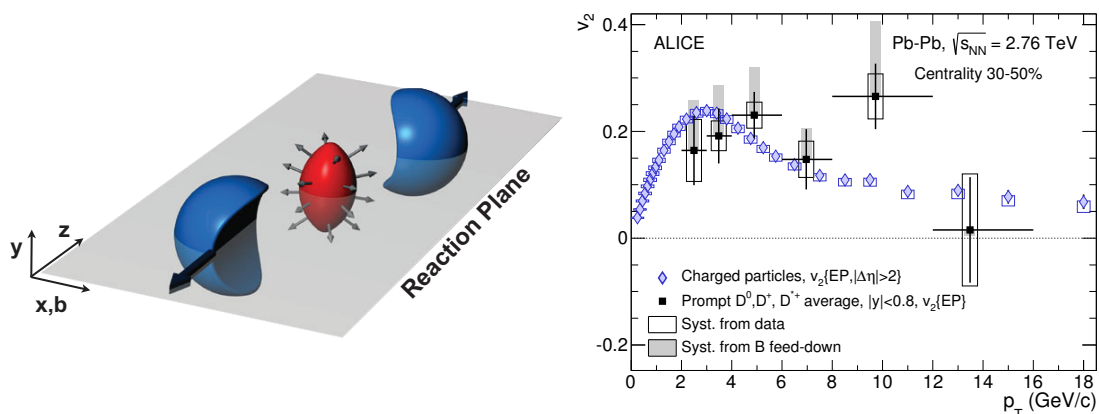 y
z
x,b
Reaction Plane
v₂
0.4
0.2
0
-0.2
ALICE
Pb-Pb, √s_NN = 2.76 TeV
Centrality 30-50%
Charged particles, v₂{EP,|Δη|>2}
Prompt D⁰,D⁺, D*⁺ average, |y|<0.8, v₂{EP}
Syst. from data
Syst. from B feed-down
0 2 4 6 8 10 12 14 16 18
p_T (GeV/c)